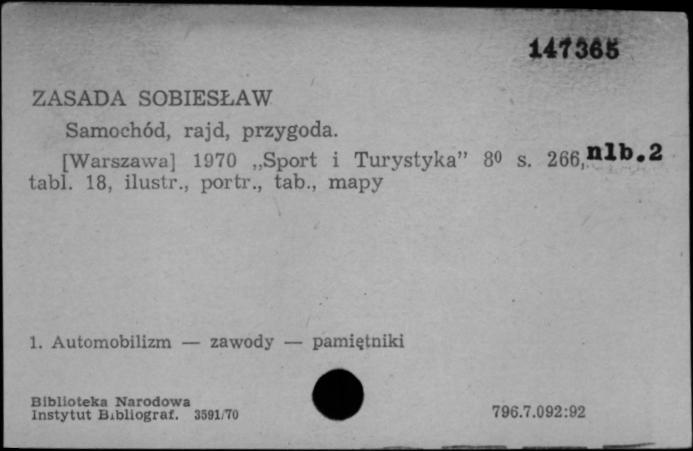 147365
ZASADA SOBIESŁAW
Samochód, rajd, przygoda.
[Warszawa] 1970 „Sport i Turystyka” 8⁰ s. 266, nlb.2
tabl. 18, ilustr., portr., tab., mapy
1. Automobilizm — zawody — pamiętniki
Biblioteka Narodowa
Instytut Bibliograf. 3591/70
796.7.092:92